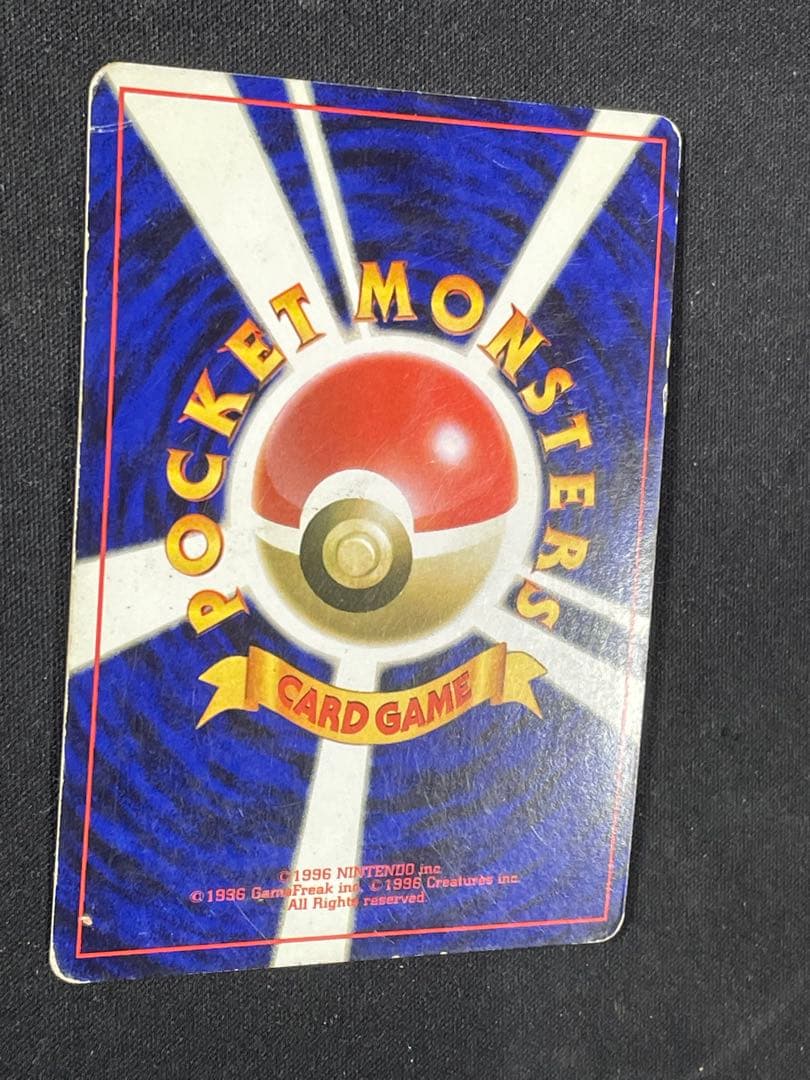 POCKET MONSTERS
CARD GAME
©1996 NINTENDO inc.
©1996 GameFreak inc. ©1996 Creatures inc.
All Rights reserved.